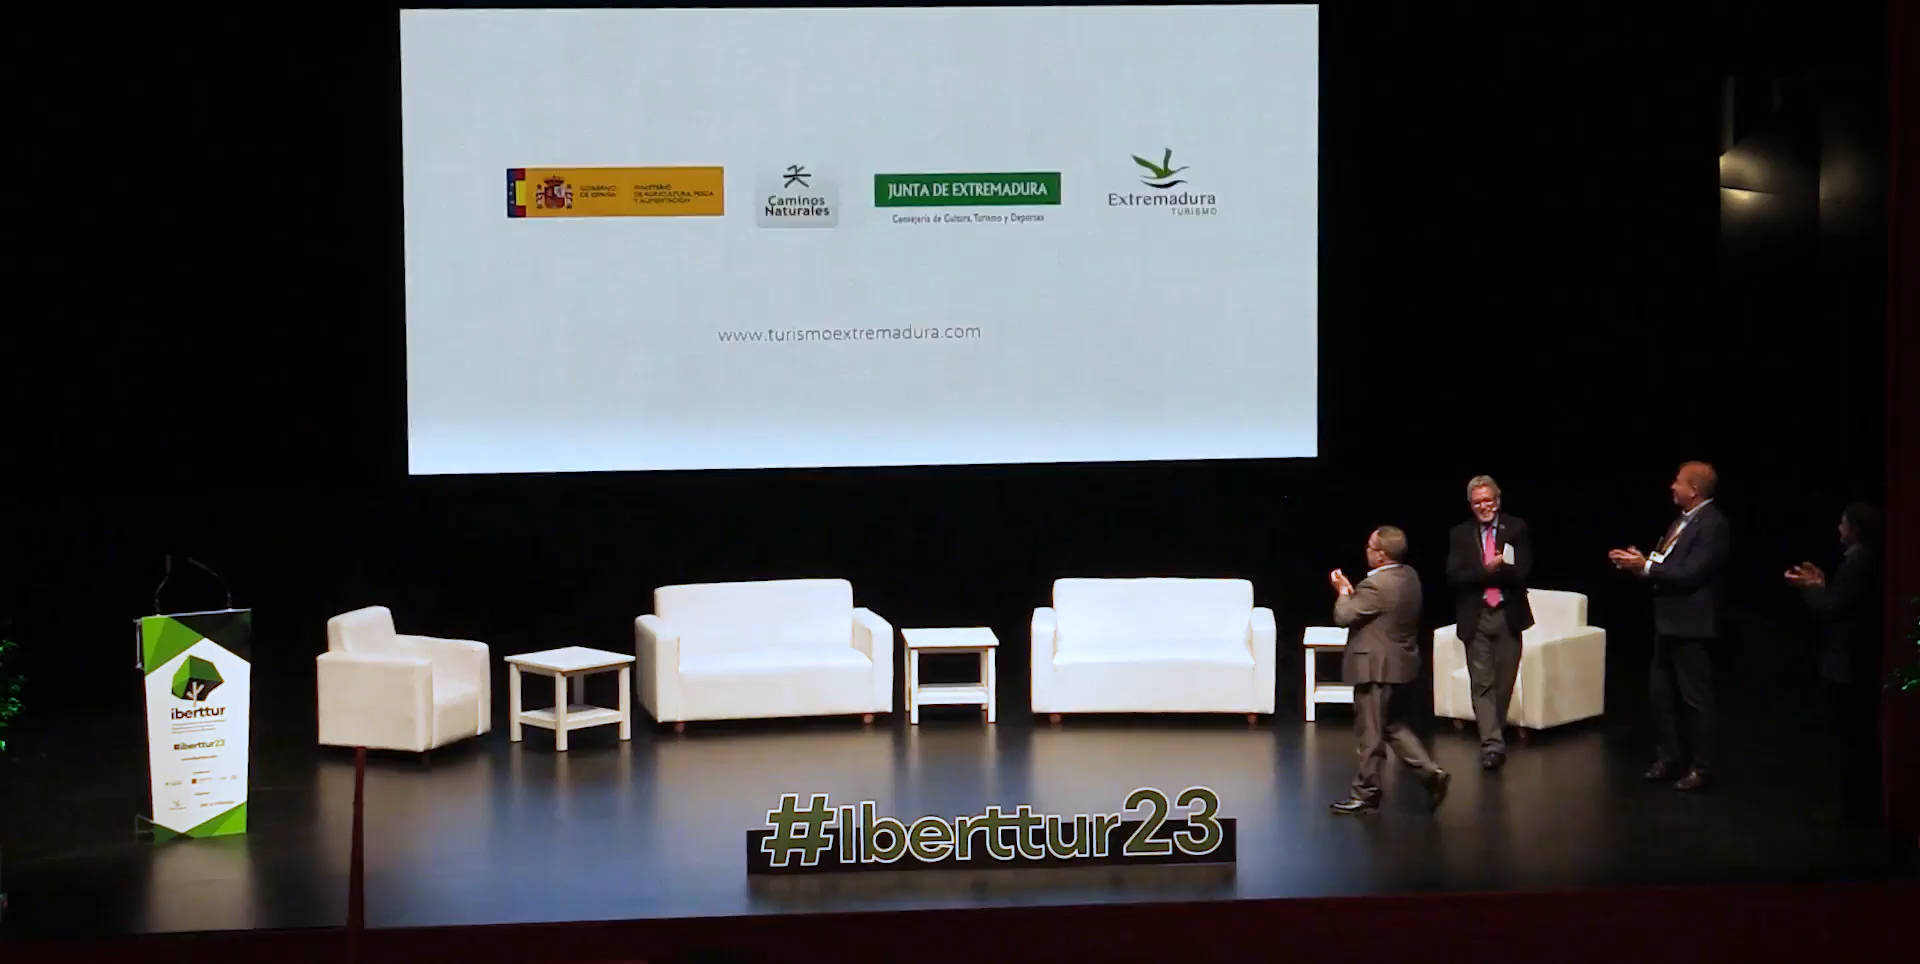 GOBIERNO
DE ESPAÑA
MINISTERIO
DE AGRICULTURA, PESCA
Y ALIMENTACIÓN
Caminos
Naturales
JUNTA DE EXTREMADURA
Consejería de Cultura, Turismo y Deportes
Extremadura
TURISMO
www.turismoextremadura.com
iberttur
#iberttur23
#Iberttur23